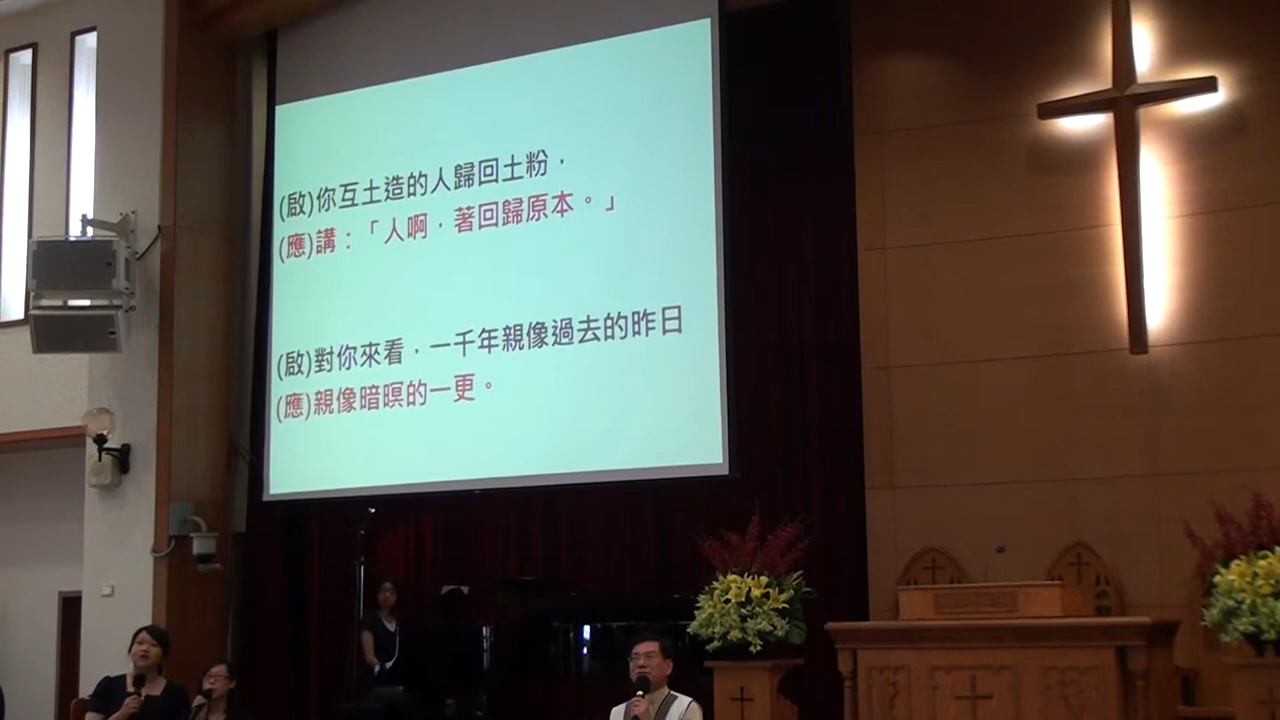 (啟)你互土造的人歸回土粉，
(應)講：「人啊，著回歸原本。」
(啟)對你來看，一千年親像過去的昨日
(應)親像暗暝的一更。